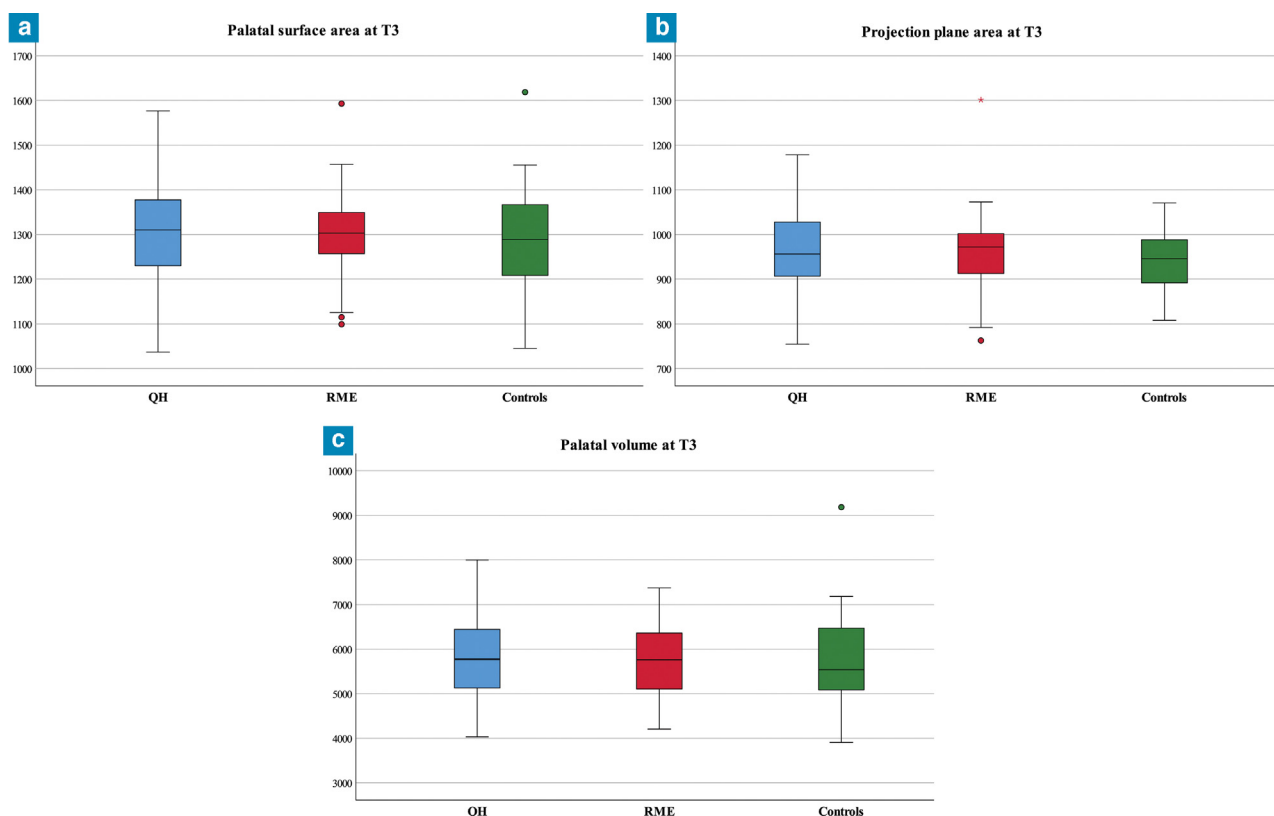 a
Palatal surface area at T3
1700
1600
1500
1400
1300
1200
1100
1000
QH
RME
Controls
b
Projection plane area at T3
1400
1300
1200
1100
1000
900
800
700
QH
RME
Controls
c
Palatal volume at T3
10000
9000
8000
7000
6000
5000
4000
3000
QH
RME
Controls